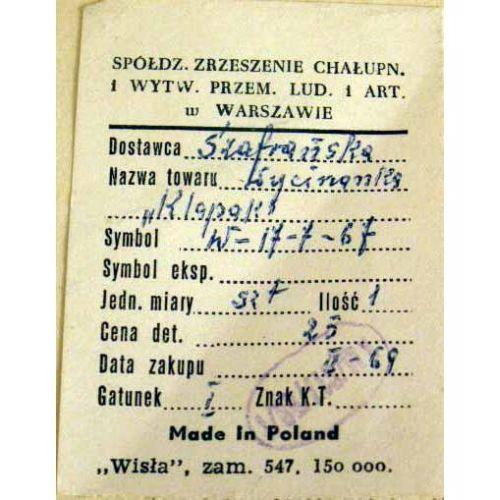 SPÓŁDZ. ZRZESZENIE CHAŁUPN.
I WYTW. PRZEM. LUD. I ART.
w WARSZAWIE
Dostawca Szafrańska
Nazwa towaru Wycinanka
„Klapak"
Symbol W-17-7-67
Symbol eksp.
Jedn. miary szt Ilość 1
Cena det. 25
Data zakupu II-69
Gatunek I Znak K.T.
Made in Poland
„Wisła”, zam. 547. 150 000.